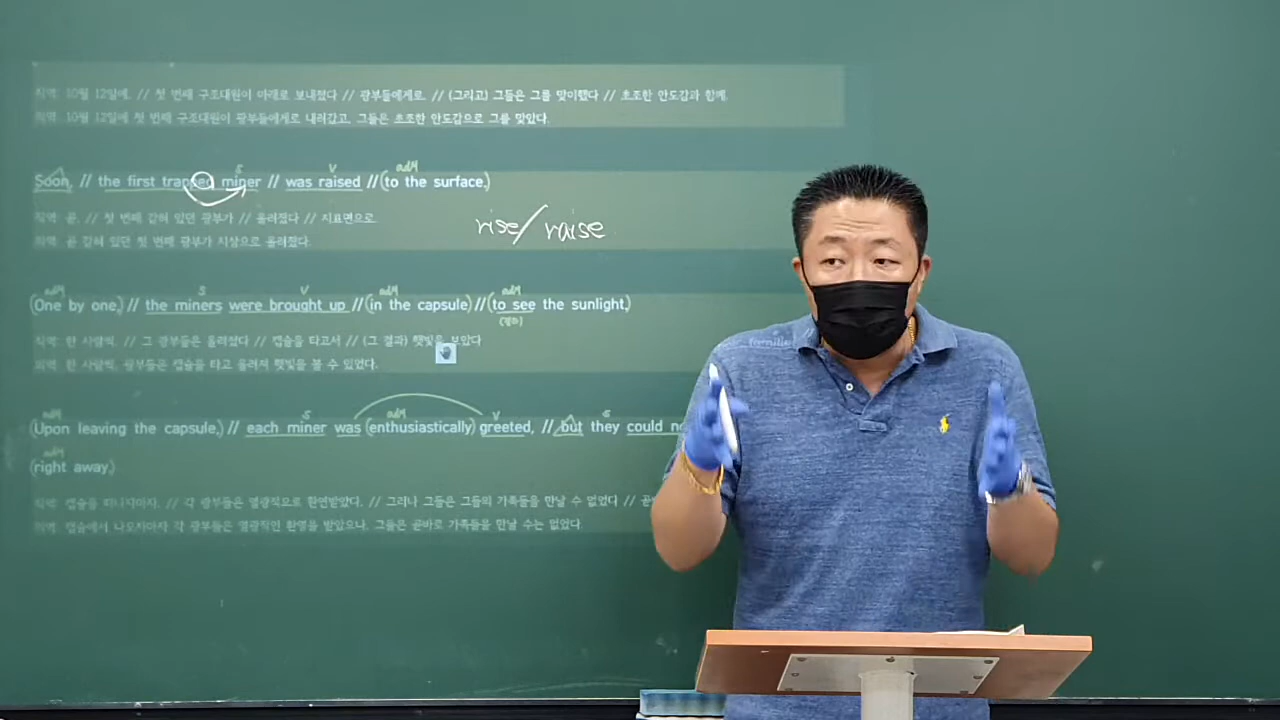 직역: 10월 12일에, // 첫 번째 구조대원이 아래로 보내졌다 // 광부들에게로, // (그리고) 그들은 그를 맞이했다 // 초조한 안도감과 함께.
의역: 10월 12일에 첫 번째 구조대원이 광부들에게로 내려갔고, 그들은 초조한 안도감으로 그를 맞았다.
s v adM
Soon, // the first trapped miner // was raised // (to the surface.)
직역: 곧, // 첫 번째 갇혀 있던 광부가 // 올려졌다 // 지표면으로.
rise / raise
의역: 곧 갇혀 있던 첫 번째 광부가 지상으로 올려졌다.
adM s v adM adM
(One by one,) // the miners were brought up // (in the capsule) // (to see the sunlight.)
직역: 한 사람씩, // 그 광부들은 올려졌다 // 캡슐을 타고서 // (그 결과) 햇빛을 보았다
의역: 한 사람씩, 광부들은 캡슐을 타고 올려져 햇빛을 볼 수 있었다.
adM s adM v s
(Upon leaving the capsule,) // each miner was (enthusiastically) greeted, // but they could
adM
(right away.)
직역: 캡슐을 떠나자마자, // 각 광부들은 열광적으로 환영받았다, // 그러나 그들은 그들의 가족들을 만날 수 없었다 //
의역: 캡슐에서 나오자마자 각 광부들은 열광적인 환영을 받았으나, 그들은 곧바로 가족들을 만날 수는 없었다.